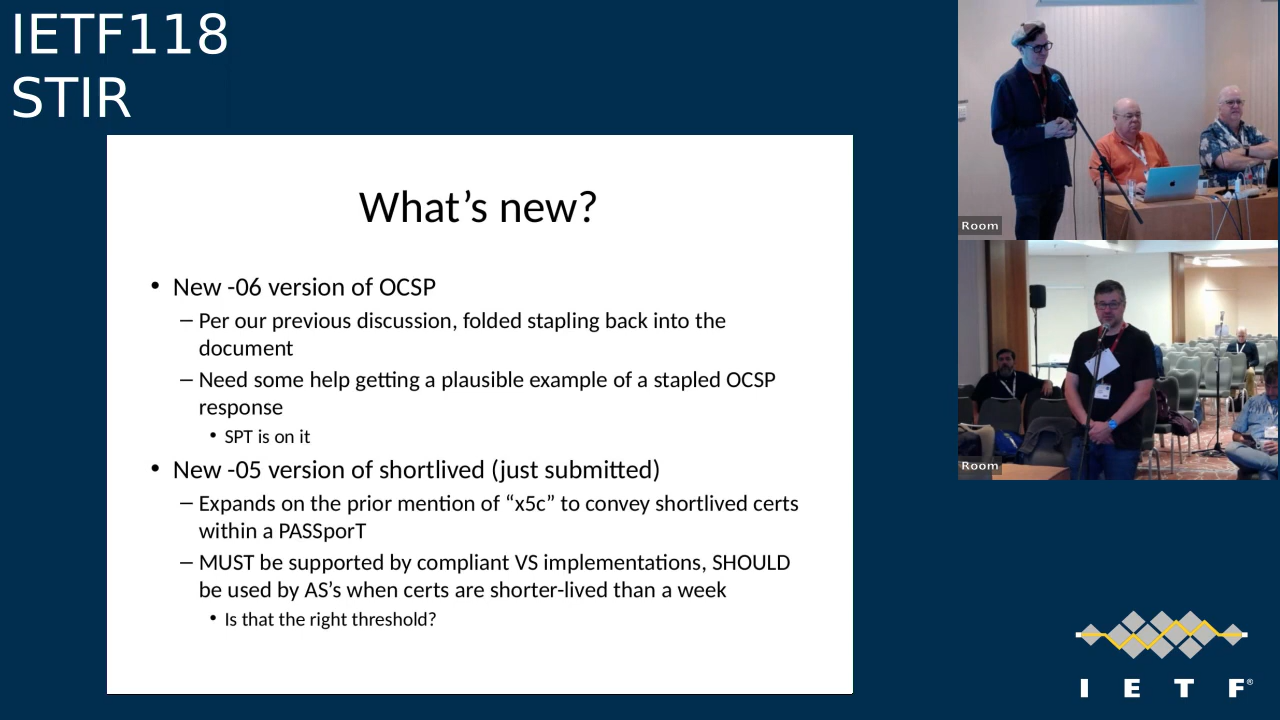 IETF118
STIR
What's new?
• New -06 version of OCSP
– Per our previous discussion, folded stapling back into the
document
– Need some help getting a plausible example of a stapled OCSP
response
• SPT is on it
• New -05 version of shortlived (just submitted)
– Expands on the prior mention of “x5c” to convey shortlived certs
within a PASSporT
– MUST be supported by compliant VS implementations, SHOULD
be used by AS’s when certs are shorter-lived than a week
• Is that the right threshold?
Room
Room
I E T F®